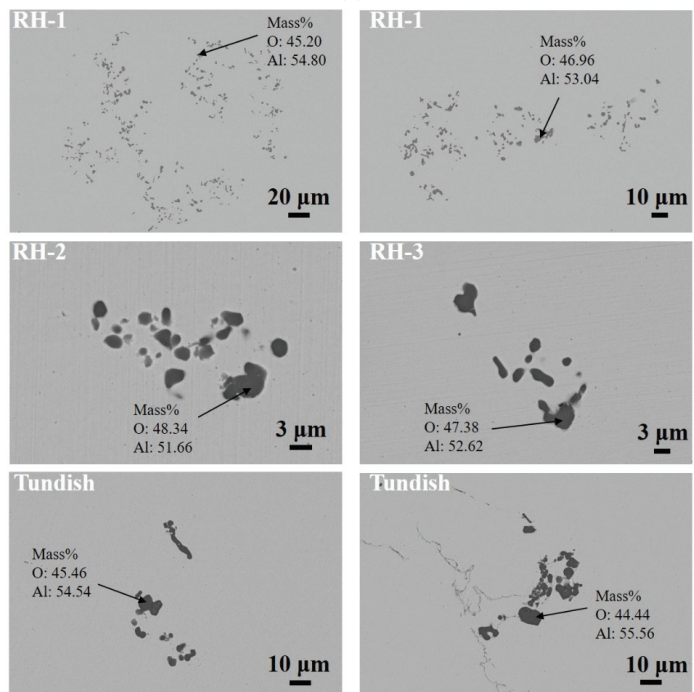 RH-1
Mass%
O: 45.20
Al: 54.80
20 μm
RH-1
Mass%
O: 46.96
Al: 53.04
10 μm
RH-2
Mass%
O: 48.34
Al: 51.66
3 μm
RH-3
Mass%
O: 47.38
Al: 52.62
3 μm
Tundish
Mass%
O: 45.46
Al: 54.54
10 μm
Tundish
Mass%
O: 44.44
Al: 55.56
10 μm